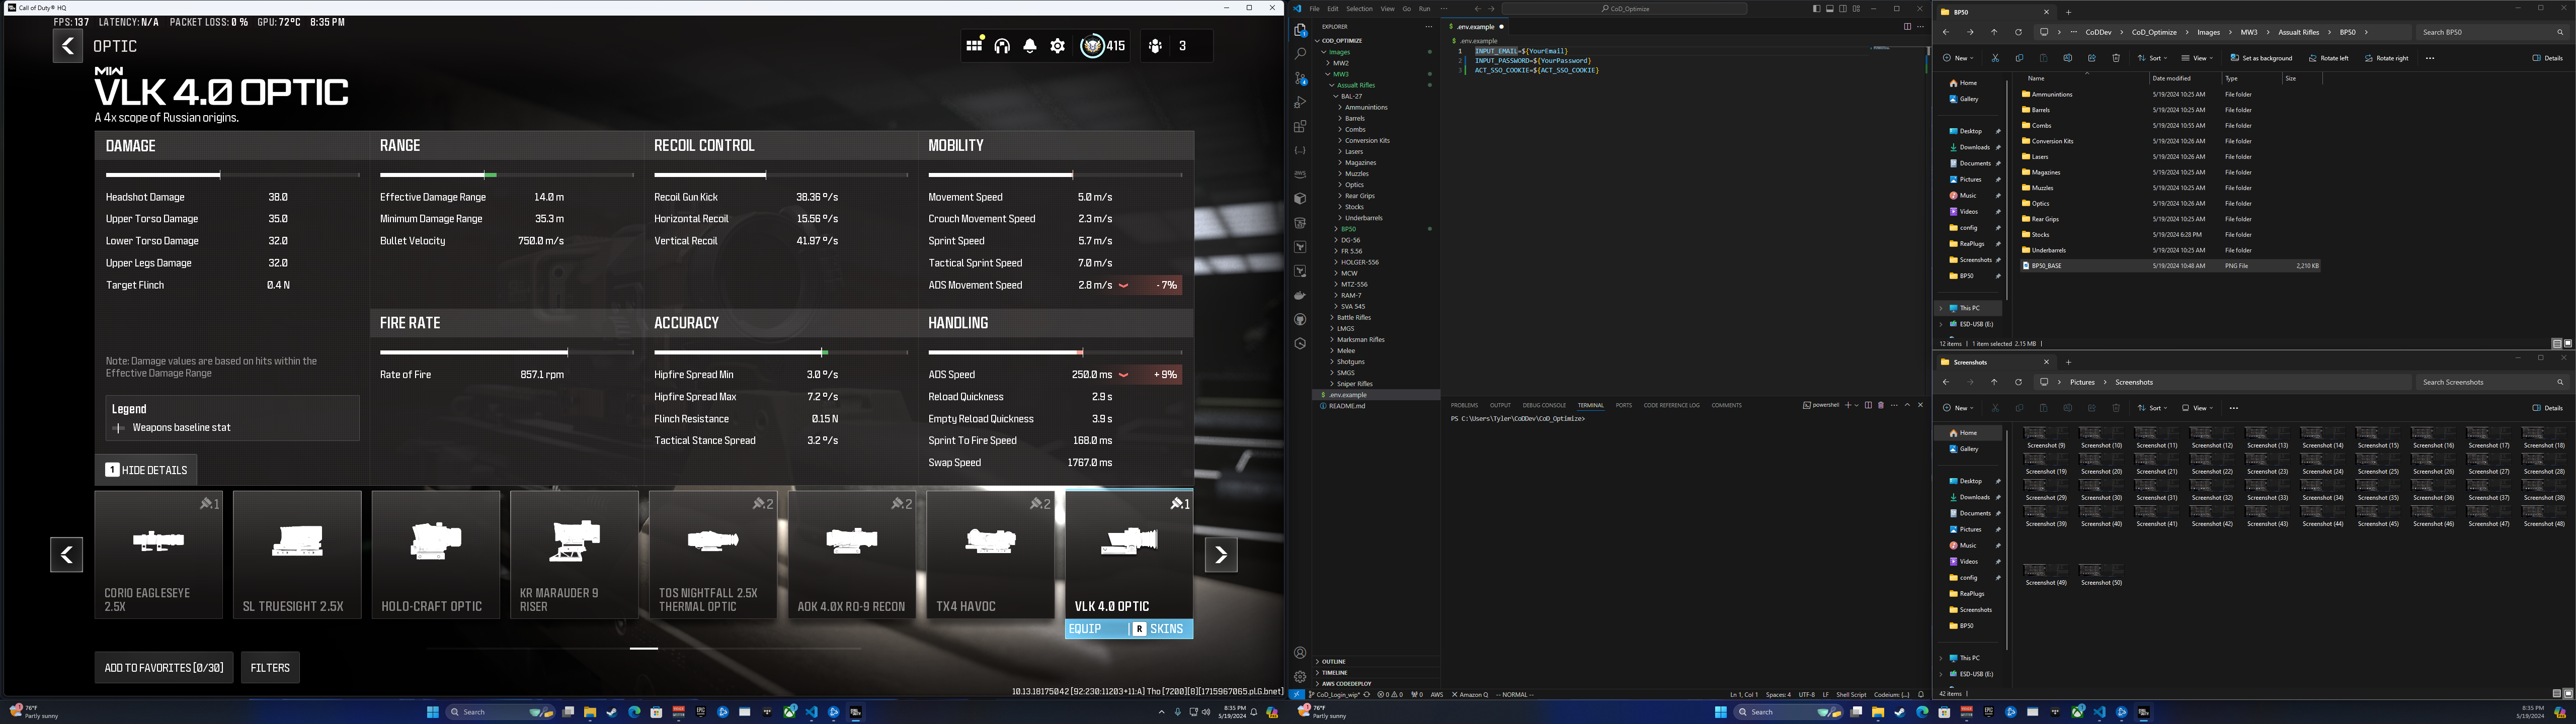 Call of Duty® HQ
FPS: 137 LATENCY: N/A PACKET LOSS: 0 % GPU: 72°C 8:35 PM
OPTIC
415
3
MW
VLK 4.0 OPTIC
A 4x scope of Russian origins.
DAMAGE
Headshot Damage 38.0
Upper Torso Damage 35.0
Lower Torso Damage 32.0
Upper Legs Damage 32.0
Target Flinch 0.4 N
Note: Damage values are based on hits within the
Effective Damage Range
Legend
Weapons baseline stat
RANGE
Effective Damage Range 14.0 m
Minimum Damage Range 35.3 m
Bullet Velocity 750.0 m/s
RECOIL CONTROL
Recoil Gun Kick 38.36 º/s
Horizontal Recoil 15.56 º/s
Vertical Recoil 41.97 º/s
MOBILITY
Movement Speed 5.0 m/s
Crouch Movement Speed 2.3 m/s
Sprint Speed 5.7 m/s
Tactical Sprint Speed 7.0 m/s
ADS Movement Speed 2.8 m/s - 7%
FIRE RATE
Rate of Fire 857.1 rpm
ACCURACY
Hipfire Spread Min 3.0 º/s
Hipfire Spread Max 7.2 º/s
Flinch Resistance 0.15 N
Tactical Stance Spread 3.2 º/s
HANDLING
ADS Speed 250.0 ms + 9%
Reload Quickness 2.9 s
Empty Reload Quickness 3.9 s
Sprint To Fire Speed 168.0 ms
Swap Speed 1767.0 ms
1 HIDE DETAILS
1
CORIO EAGLESEYE
2.5X
SL TRUESIGHT 2.5X
HOLO-CRAFT OPTIC
KR MARAUDER 9
RISER
2
TOS NIGHTFALL 2.5X
THERMAL OPTIC
2
AOK 4.0X RO-9 RECON
2
TX4 HAVOC
1
VLK 4.0 OPTIC
EQUIP | R SKINS
ADD TO FAVORITES [0/30]
FILTERS
10.13.18175042 [92:230:11203+11:A] Tho [7200][8][1715967065.pl.G.bnet]
76°F
Partly sunny
Search
8:35 PM
5/19/2024
File Edit Selection View Go Run ···
CoD_Optimize
EXPLORER
COD_OPTIMIZE
Images
MW2
MW3
Assualt Rifles
BAL-27
Ammunintions
Barrels
Combs
Conversion Kits
Lasers
Magazines
Muzzles
Optics
Rear Grips
Stocks
Underbarrels
BP50
DG-56
FR 5.56
HOLGER-556
MCW
MTZ-556
RAM-7
SVA 545
Battle Rifles
LMGS
Marksman Rifles
Melee
Shotguns
SMGS
Sniper Rifles
.env.example
README.md
OUTLINE
TIMELINE
AWS CODEDEPLOY
.env.example
.env.example
1 INPUT_EMAIL=${YourEmail}
2 INPUT_PASSWORD=${YourPassword}
3 ACT_SSO_COOKIE=${ACT_SSO_COOKIE}
PROBLEMS OUTPUT DEBUG CONSOLE TERMINAL PORTS CODE REFERENCE LOG COMMENTS
powershell
PS C:\Users\Tyler\CoDDev\CoD_Optimize>
CoD_Login_wip* 0 0 0 AWS Amazon Q -- NORMAL --
Ln 1, Col 1 Spaces: 4 UTF-8 LF Shell Script Codeium: {...}
BP50
CoDDev > CoD_Optimize > Images > MW3 > Assualt Rifles > BP50 >
Search BP50
New Sort View Set as background Rotate left Rotate right ··· Details
Home
Gallery
Desktop
Downloads
Documents
Pictures
Music
Videos
config
ReaPlugs
Screenshots
BP50
This PC
ESD-USB (E:)
Name Date modified Type Size
Ammunintions 5/19/2024 10:25 AM File folder
Barrels 5/19/2024 10:25 AM File folder
Combs 5/19/2024 10:55 AM File folder
Conversion Kits 5/19/2024 10:26 AM File folder
Lasers 5/19/2024 10:26 AM File folder
Magazines 5/19/2024 10:25 AM File folder
Muzzles 5/19/2024 10:25 AM File folder
Optics 5/19/2024 10:26 AM File folder
Rear Grips 5/19/2024 10:25 AM File folder
Stocks 5/19/2024 6:28 PM File folder
Underbarrels 5/19/2024 10:25 AM File folder
BP50_BASE 5/19/2024 10:48 AM PNG File 2,210 KB
12 items | 1 item selected 2.15 MB |
Screenshots
Pictures > Screenshots
Search Screenshots
New Sort View ··· Details
Home
Gallery
Desktop
Downloads
Documents
Pictures
Music
Videos
config
ReaPlugs
Screenshots
BP50
This PC
ESD-USB (E:)
Screenshot (9) Screenshot (10) Screenshot (11) Screenshot (12) Screenshot (13) Screenshot (14) Screenshot (15) Screenshot (16) Screenshot (17) Screenshot (18)
Screenshot (19) Screenshot (20) Screenshot (21) Screenshot (22) Screenshot (23) Screenshot (24) Screenshot (25) Screenshot (26) Screenshot (27) Screenshot (28)
Screenshot (29) Screenshot (30) Screenshot (31) Screenshot (32) Screenshot (33) Screenshot (34) Screenshot (35) Screenshot (36) Screenshot (37) Screenshot (38)
Screenshot (39) Screenshot (40) Screenshot (41) Screenshot (42) Screenshot (43) Screenshot (44) Screenshot (45) Screenshot (46) Screenshot (47) Screenshot (48)
Screenshot (49) Screenshot (50)
42 items |
76°F
Partly sunny
Search
8:35 PM
5/19/2024